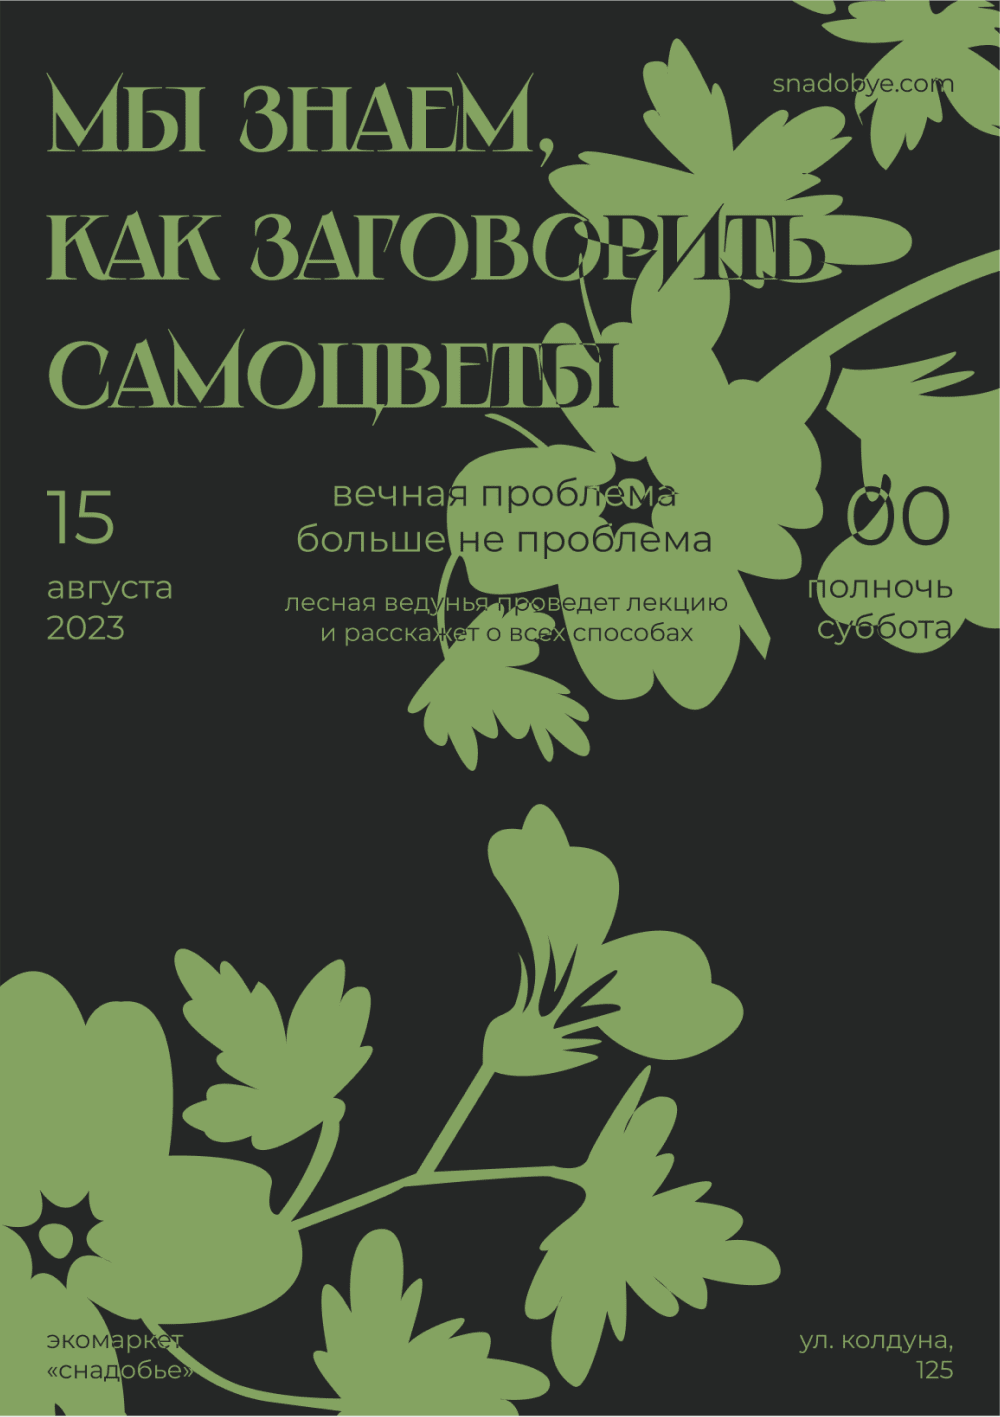 snadobye.com
МЫ ЗНАЕМ,
КАК ЗАГОВОРИТЬ
САМОЦВЕТЫ
15
августа
2023
вечная проблема
больше не проблема
лесная ведунья проведет лекцию
и расскажет о всех способах
00
полночь
суббота
экомаркет
«снадобье»
ул. колдуна,
125